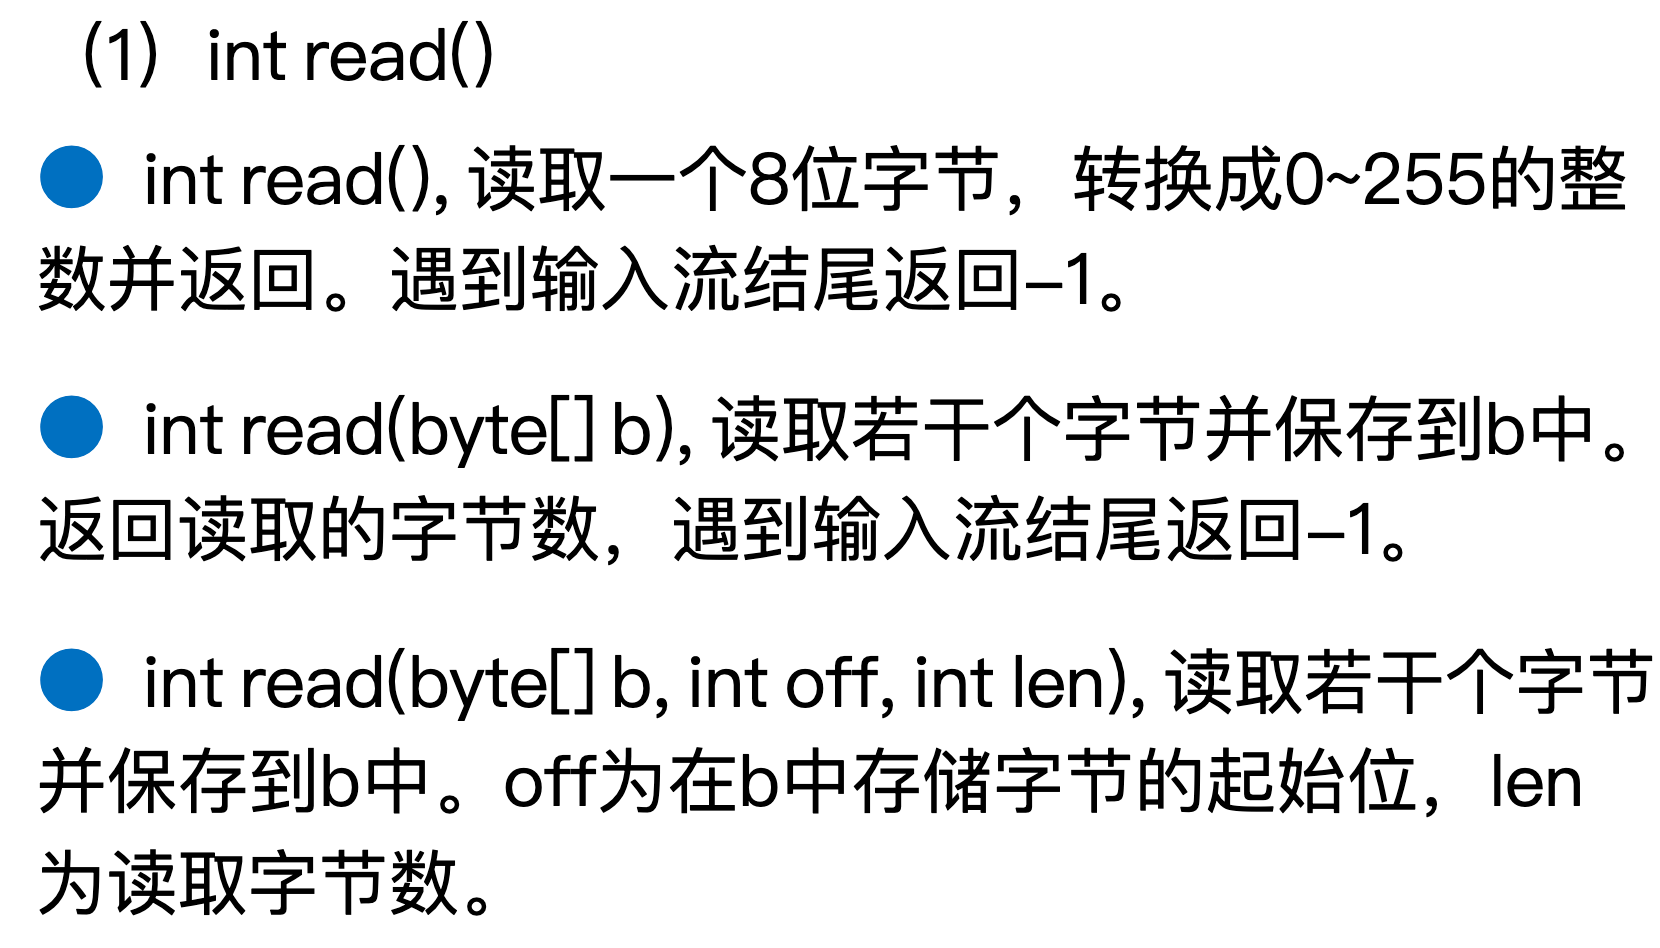 (1) int read()
● int read(), 读取一个8位字节，转换成0~255的整
数并返回。遇到输入流结尾返回–1。
● int read(byte[] b), 读取若干个字节并保存到b中。
返回读取的字节数，遇到输入流结尾返回–1。
● int read(byte[] b, int off, int len), 读取若干个字节
并保存到b中。off为在b中存储字节的起始位，len
为读取字节数。